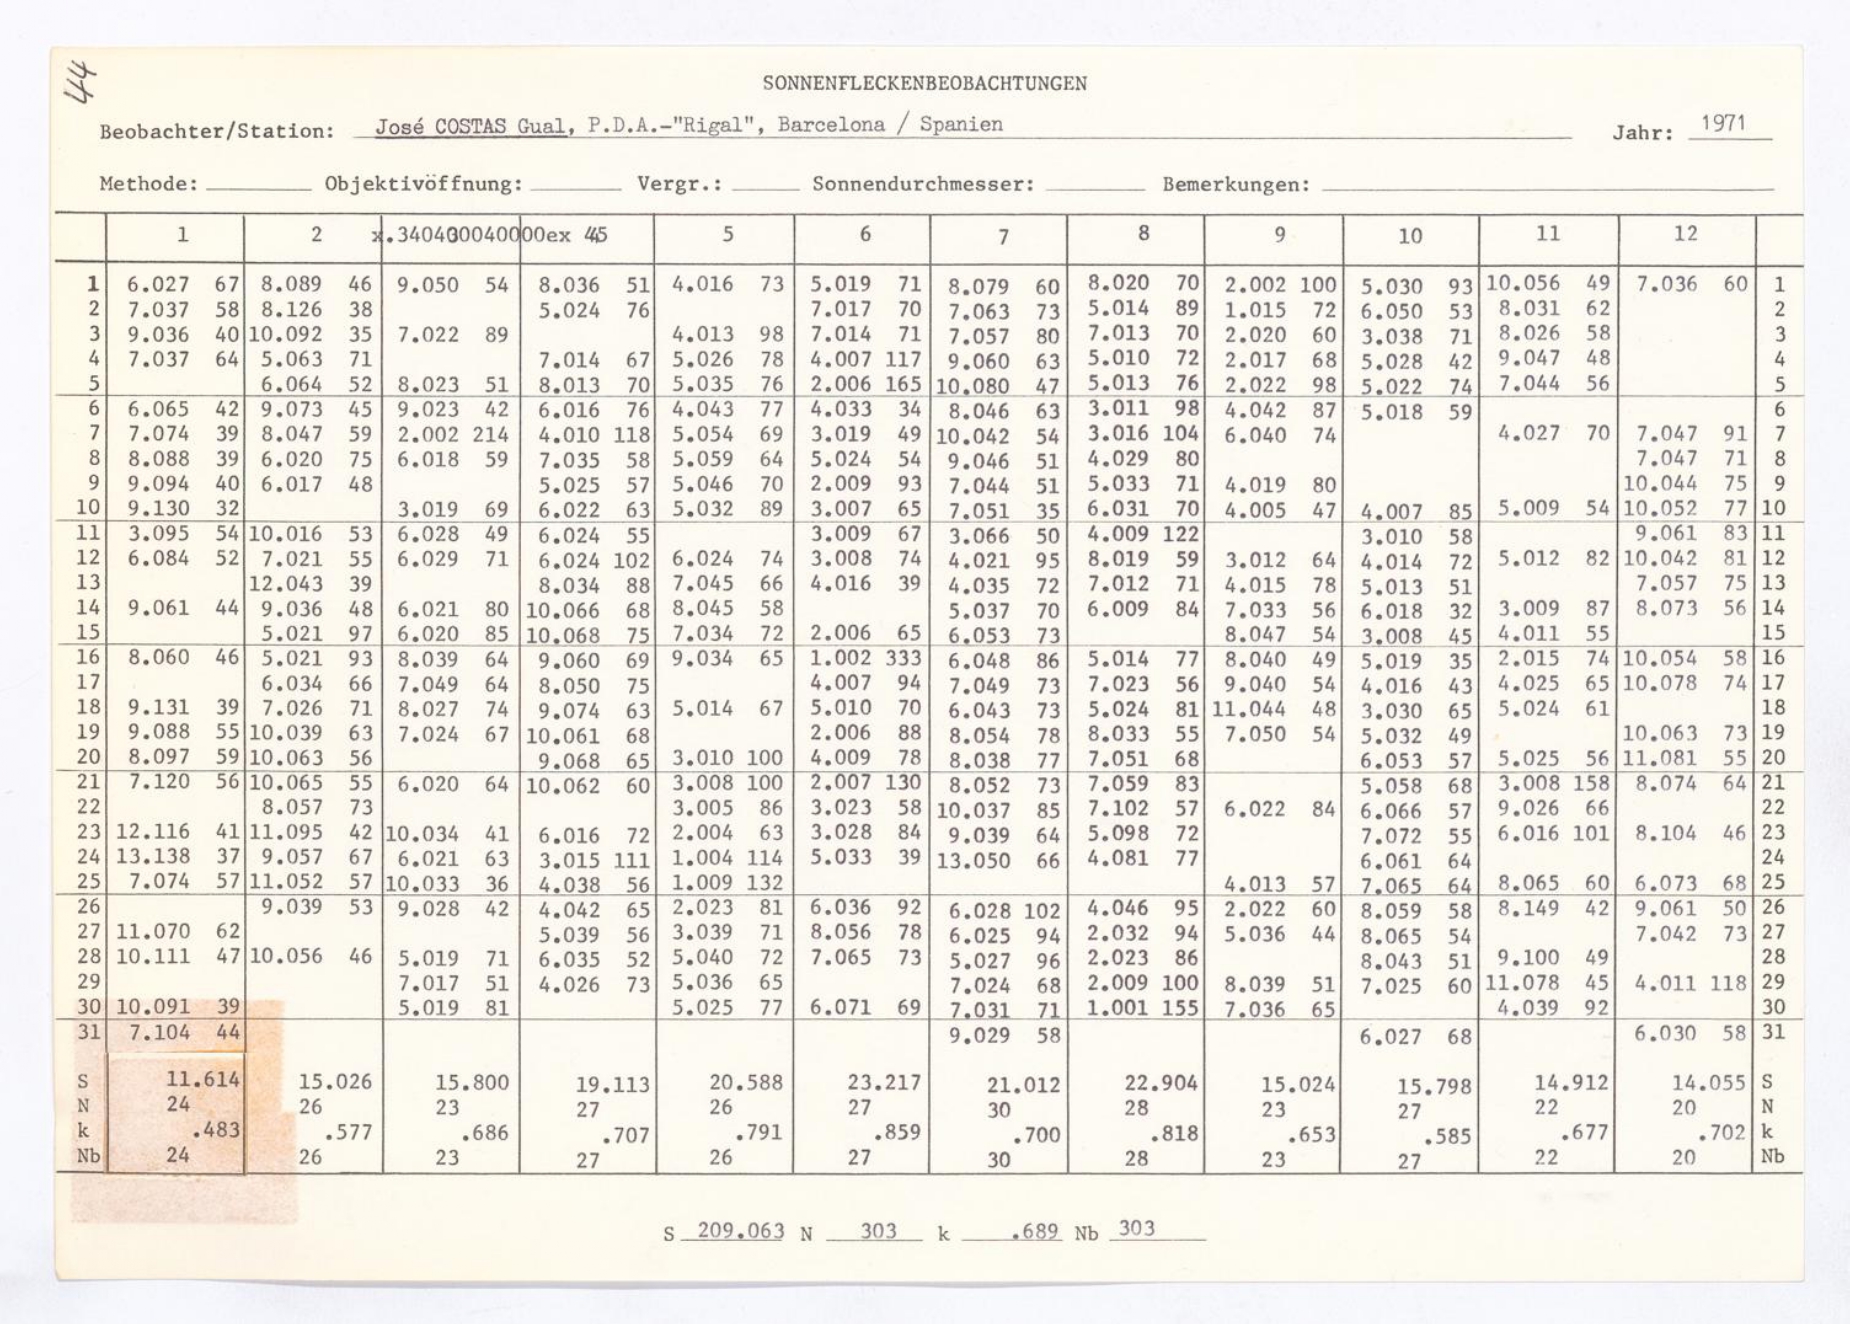 44
SONNENFLECKENBEOBACHTUNGEN
Beobachter/Station: José COSTAS Gual, P.D.A.-"Rigal", Barcelona / Spanien Jahr: 1971
Methode: Objektivöffnung: Vergr.: Sonnendurchmesser: Bemerkungen:
1 2 5 6 7 8 9 10 11 12
1 6.027 67 8.089 46 9.050 54 8.036 51 4.016 73 5.019 71 8.079 60 8.020 70 2.002 100 5.030 93 10.056 49 7.036 60 1
2 7.037 58 8.126 38 5.024 76 7.017 70 7.063 73 5.014 89 1.015 72 6.050 53 8.031 62 2
3 9.036 40 10.092 35 7.022 89 4.013 98 7.014 71 7.057 80 7.013 70 2.020 60 3.038 71 8.026 58 3
4 7.037 64 5.063 71 7.014 67 5.026 78 4.007 117 9.060 63 5.010 72 2.017 68 5.028 42 9.047 48 4
5 6.064 52 8.023 51 8.013 70 5.035 76 2.006 165 10.080 47 5.013 76 2.022 98 5.022 74 7.044 56 5
6 6.065 42 9.073 45 9.023 42 6.016 76 4.043 77 4.033 34 8.046 63 3.011 98 4.042 87 5.018 59 6
7 7.074 39 8.047 59 2.002 214 4.010 118 5.054 69 3.019 49 10.042 54 3.016 104 6.040 74 4.027 70 7.047 91 7
8 8.088 39 6.020 75 6.018 59 7.035 58 5.059 64 5.024 54 9.046 51 4.029 80 7.047 71 8
9 9.094 40 6.017 48 5.025 57 5.046 70 2.009 93 7.044 51 5.033 71 4.019 80 10.044 75 9
10 9.130 32 3.019 69 6.022 63 5.032 89 3.007 65 7.051 35 6.031 70 4.005 47 4.007 85 5.009 54 10.052 77 10
11 3.095 54 10.016 53 6.028 49 6.024 55 3.009 67 3.066 50 4.009 122 3.010 58 9.061 83 11
12 6.084 52 7.021 55 6.029 71 6.024 102 6.024 74 3.008 74 4.021 95 8.019 59 3.012 64 4.014 72 5.012 82 10.042 81 12
13 12.043 39 8.034 88 7.045 66 4.016 39 4.035 72 7.012 71 4.015 78 5.013 51 7.057 75 13
14 9.061 44 9.036 48 6.021 80 10.066 68 8.045 58 5.037 70 6.009 84 7.033 56 6.018 32 3.009 87 8.073 56 14
15 5.021 97 6.020 85 10.068 75 7.034 72 2.006 65 6.053 73 8.047 54 3.008 45 4.011 55 15
16 8.060 46 5.021 93 8.039 64 9.060 69 9.034 65 1.002 333 6.048 86 5.014 77 8.040 49 5.019 35 2.015 74 10.054 58 16
17 6.034 66 7.049 64 8.050 75 4.007 94 7.049 73 7.023 56 9.040 54 4.016 43 4.025 65 10.078 74 17
18 9.131 39 7.026 71 8.027 74 9.074 63 5.014 67 5.010 70 6.043 73 5.024 81 11.044 48 3.030 65 5.024 61 18
19 9.088 55 10.039 63 7.024 67 10.061 68 2.006 88 8.054 78 8.033 55 7.050 54 5.032 49 10.063 73 19
20 8.097 59 10.063 56 9.068 65 3.010 100 4.009 78 8.038 77 7.051 68 6.053 57 5.025 56 11.081 55 20
21 7.120 56 10.065 55 6.020 64 10.062 60 3.008 100 2.007 130 8.052 73 7.059 83 5.058 68 3.008 158 8.074 64 21
22 8.057 73 3.005 86 3.023 58 10.037 85 7.102 57 6.022 84 6.066 57 9.026 66 22
23 12.116 41 11.095 42 10.034 41 6.016 72 2.004 63 3.028 84 9.039 64 5.098 72 7.072 55 6.016 101 8.104 46 23
24 13.138 37 9.057 67 6.021 63 3.015 111 1.004 114 5.033 39 13.050 66 4.081 77 6.061 64 24
25 7.074 57 11.052 57 10.033 36 4.038 56 1.009 132 4.013 57 7.065 64 8.065 60 6.073 68 25
26 9.039 53 9.028 42 4.042 65 2.023 81 6.036 92 6.028 102 4.046 95 2.022 60 8.059 58 8.149 42 9.061 50 26
27 11.070 62 5.039 56 3.039 71 8.056 78 6.025 94 2.032 94 5.036 44 8.065 54 7.042 73 27
28 10.111 47 10.056 46 5.019 71 6.035 52 5.040 72 7.065 73 5.027 96 2.023 86 8.043 51 9.100 49 28
29 7.017 51 4.026 73 5.036 65 7.024 68 2.009 100 8.039 51 7.025 60 11.078 45 4.011 118 29
30 10.091 39 5.019 81 5.025 77 6.071 69 7.031 71 1.001 155 7.036 65 4.039 92 30
31 7.104 44 9.029 58 6.027 68 6.030 58 31
S 11.614 15.026 15.800 19.113 20.588 23.217 21.012 22.904 15.024 15.798 14.912 14.055 S
N 24 26 23 27 26 27 30 28 23 27 22 20 N
k .483 .577 .686 .707 .791 .859 .700 .818 .653 .585 .677 .702 k
Nb 24 26 23 27 26 27 30 28 23 27 22 20 Nb
S 209.063 N 303 k .689 Nb 303